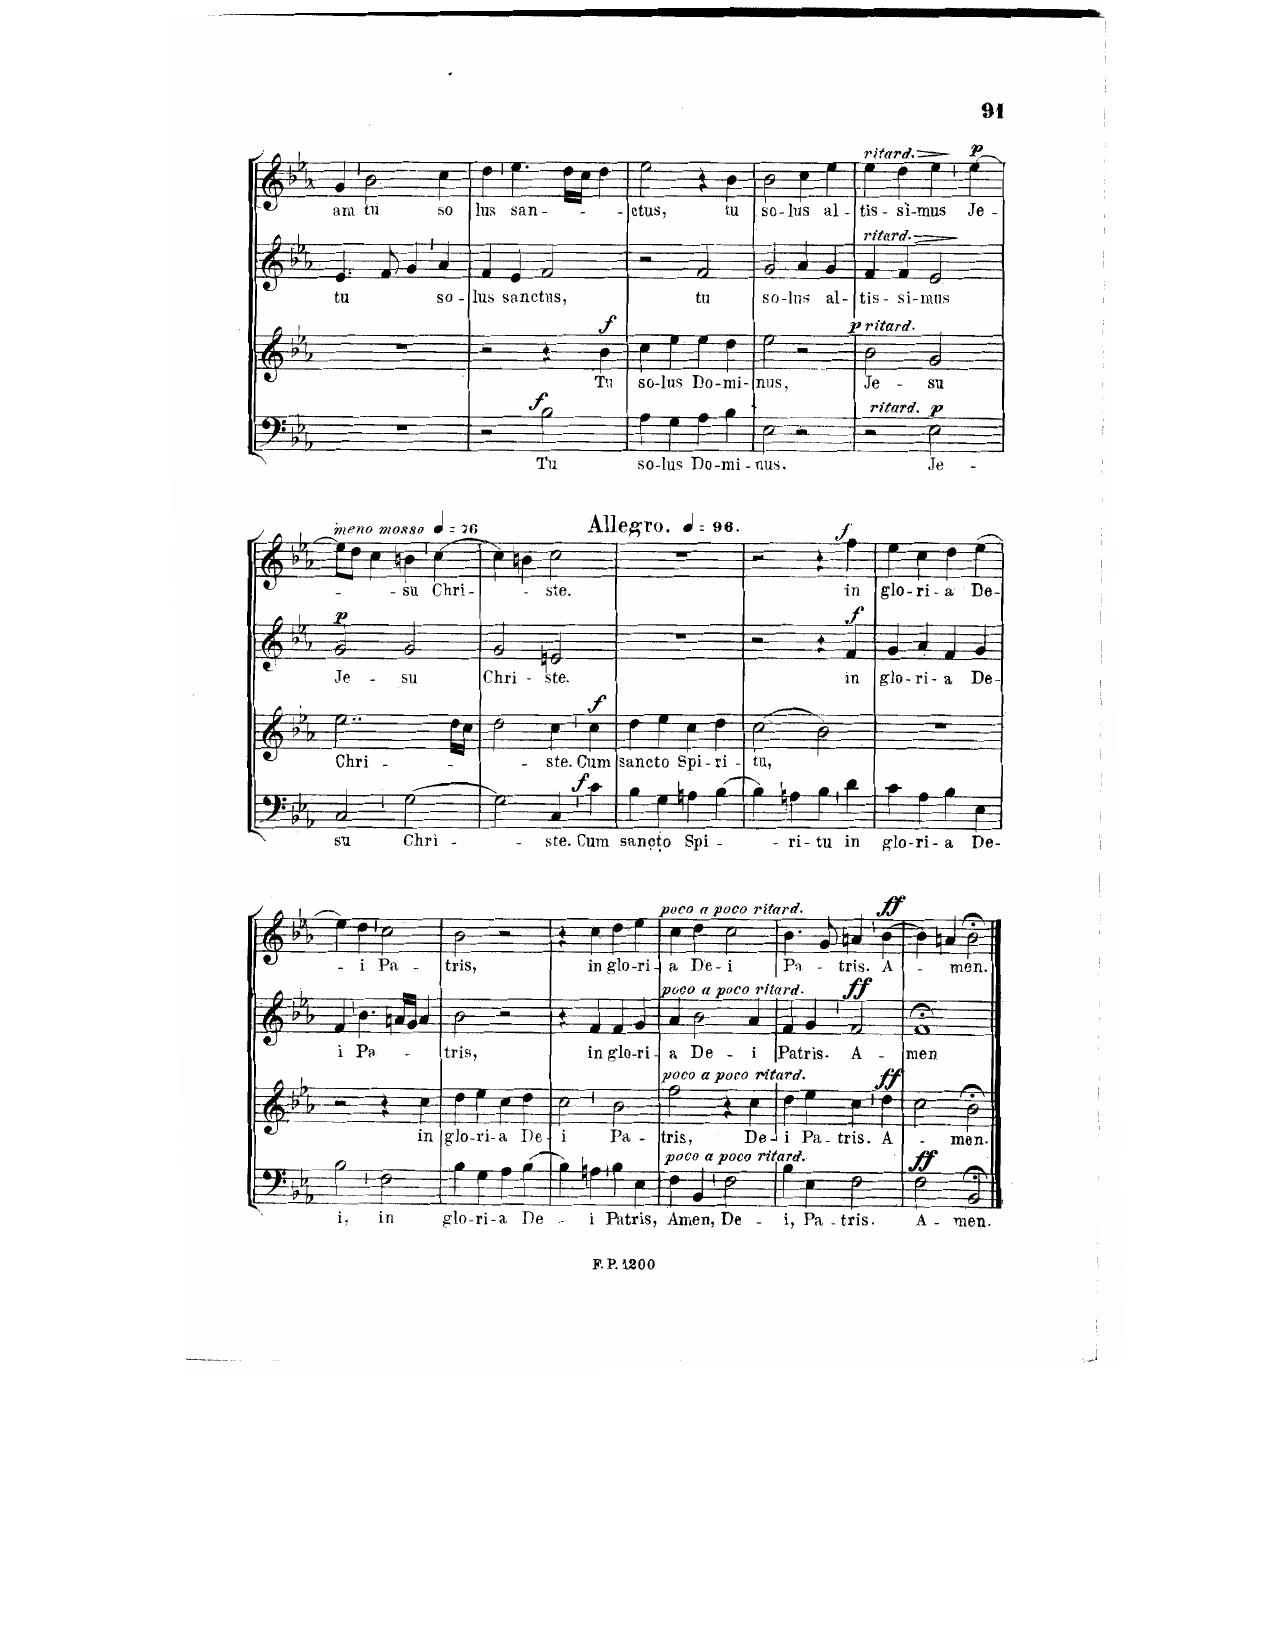 91
ritard. p
am tu so lus san - - - ctus, tu so - lus al - tis - si - mus Je -
ritard.
tu so - lus sanctus, tu so - lus al - tis - si - mus
f p ritard.
Tu so - lus Do - mi - nus, Je - su
f ritard. p
Tu so - lus Do - mi - nus. Je -
meno mosso ♩ = 76 Allegro. ♩ = 96. f
- - su Chri - - ste. in glo - ri - a De -
p f
Je - su Chri - ste. in glo - ri - a De -
f
Chri - - - ste. Cum sancto Spi - ri - tu,
f
su Chri - - ste. Cum sancto Spi - - ri - tu in glo - ri - a De -
poco a poco ritard. ff
- i Pa - tris, in glo - ri - a De - i Pa - tris. A - men.
poco a poco ritard. ff
i Pa - - tris, in glo - ri - a De - i Patris. A - men
poco a poco ritard. ff
in glo - ri - a De - i Pa - tris, De - i Pa - tris. A - men.
poco a poco ritard. ff
i, in glo - ri - a De - i Patris, Amen, De - i, Pa - tris. A - men.
F. P. 1200